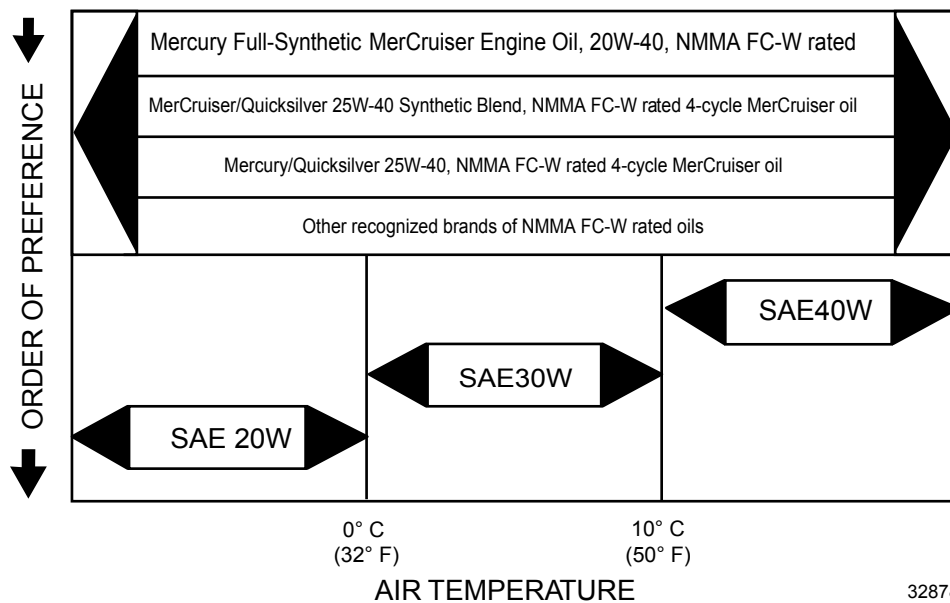 ORDER OF PREFERENCE
Mercury Full-Synthetic MerCruiser Engine Oil, 20W-40, NMMA FC-W rated
MerCruiser/Quicksilver 25W-40 Synthetic Blend, NMMA FC-W rated 4-cycle MerCruiser oil
Mercury/Quicksilver 25W-40, NMMA FC-W rated 4-cycle MerCruiser oil
Other recognized brands of NMMA FC-W rated oils
SAE40W
SAE30W
SAE 20W
0° C
(32° F)
10° C
(50° F)
AIR TEMPERATURE
3287